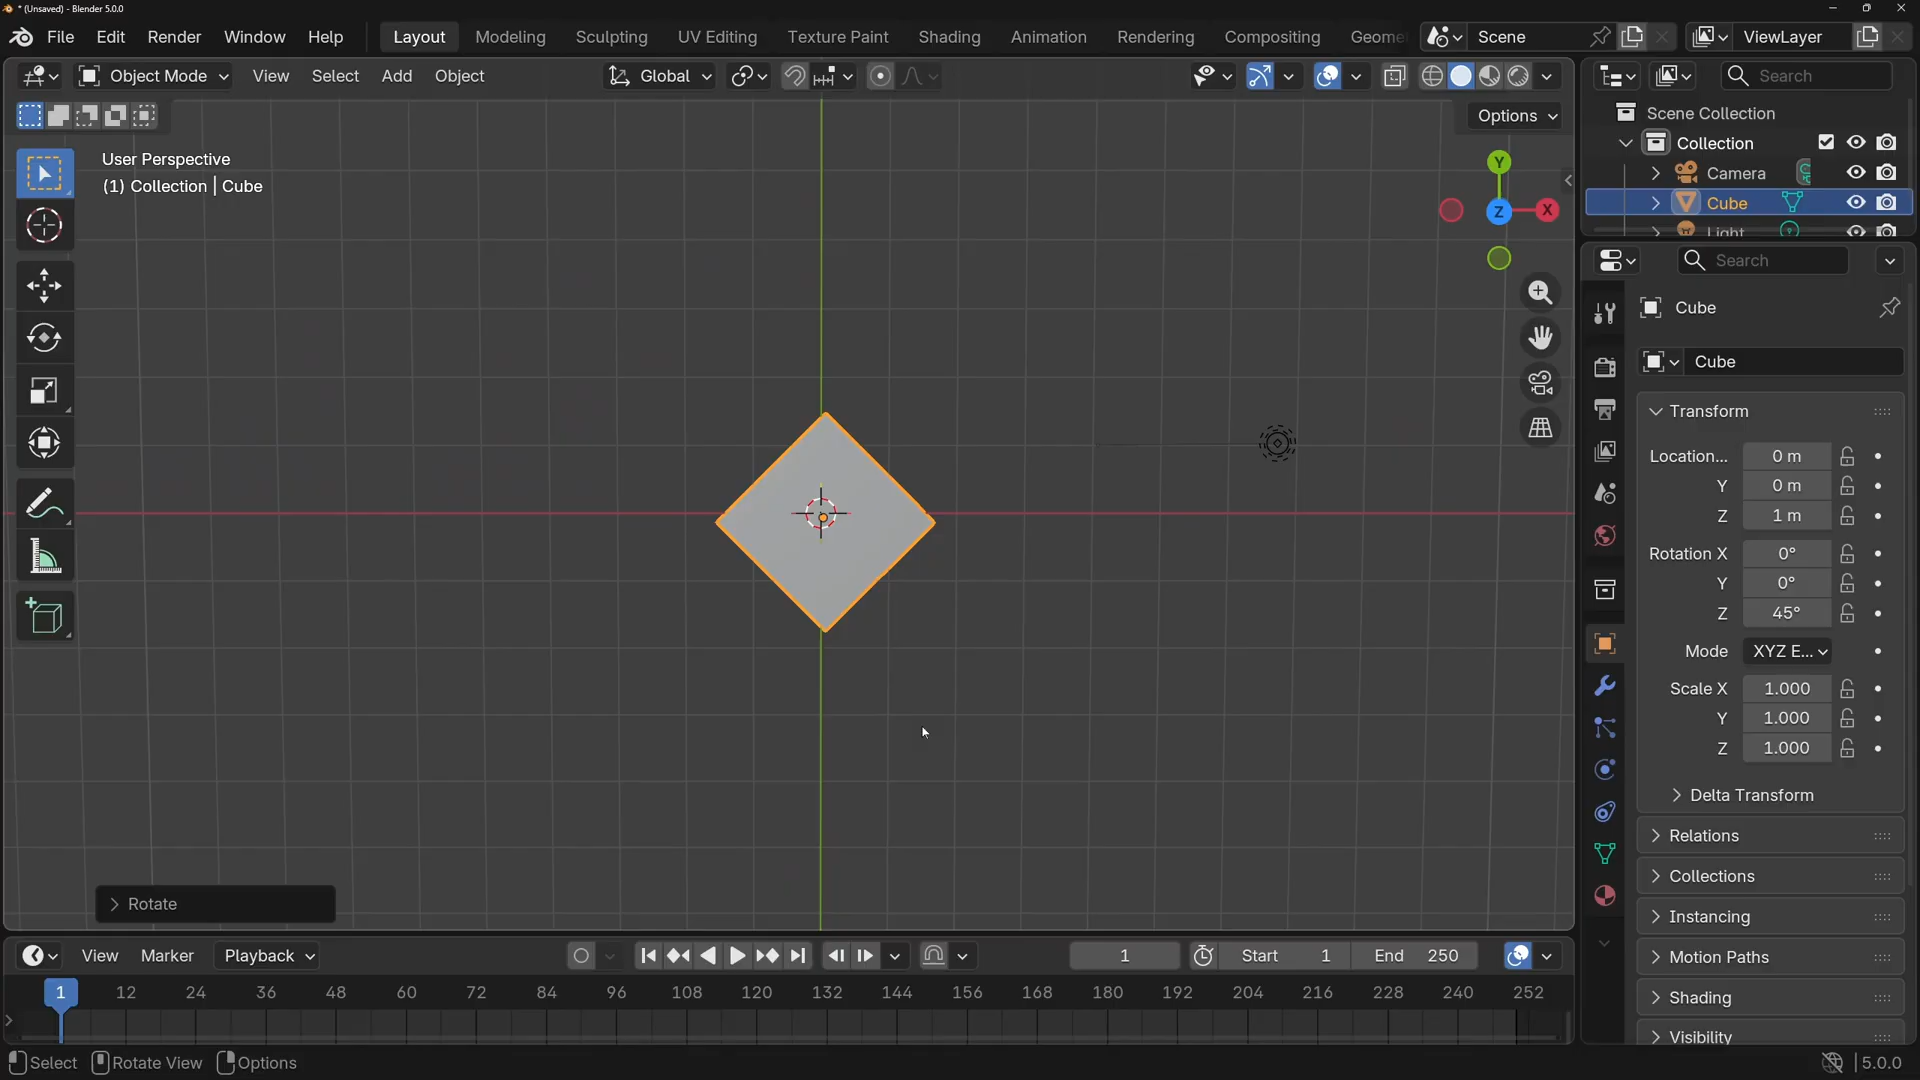 * (Unsaved) - Blender 5.0.0
File Edit Render Window Help Layout Modeling Sculpting UV Editing Texture Paint Shading Animation Rendering Compositing Geome Scene ViewLayer
Object Mode View Select Add Object Global Search
Options
Scene Collection
Collection
User Perspective
(1) Collection | Cube
Camera
Cube
Light
Y
Z X
Search
Cube
Cube
Transform
Location... 0 m
Y 0 m
Z 1 m
Rotation X 0°
Y 0°
Z 45°
Mode XYZ E...
Scale X 1.000
Y 1.000
Z 1.000
Delta Transform
Relations
Collections
Instancing
Motion Paths
Shading
Visibility
Rotate
View Marker Playback 1 Start 1 End 250
1 12 24 36 48 60 72 84 96 108 120 132 144 156 168 180 192 204 216 228 240 252
Select Rotate View Options 5.0.0